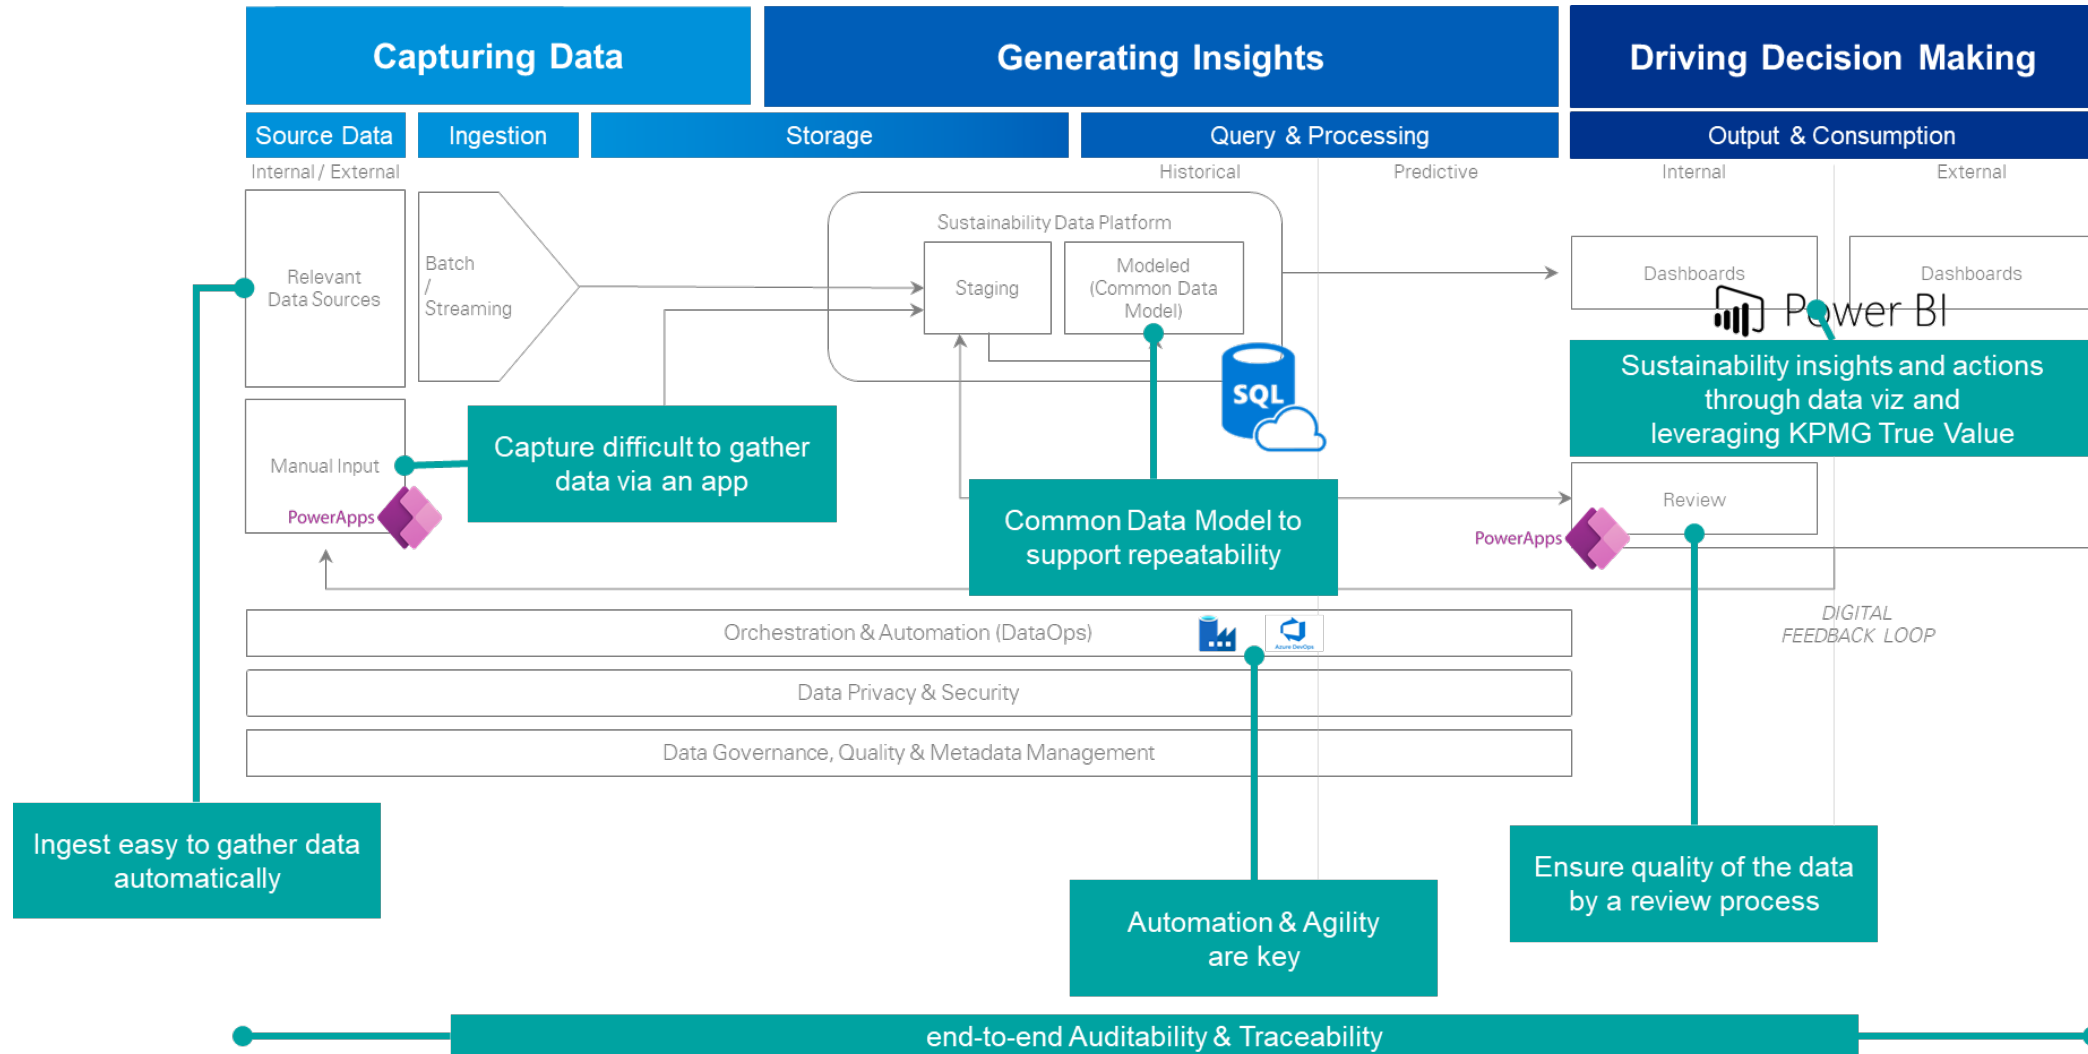 Capturing Data
Generating Insights
Driving Decision Making
Source Data
Ingestion
Storage
Query & Processing
Output & Consumption
Internal / External
Historical
Predictive
Internal
External
Relevant
Data Sources
Batch
/
Streaming
Sustainability Data Platform
Staging
Modeled
(Common Data
Model)
SQL
Dashboards
Dashboards
Power BI
Sustainability insights and actions
through data viz and
leveraging KPMG True Value
Manual Input
PowerApps
Capture difficult to gather
data via an app
Common Data Model to
support repeatability
Review
PowerApps
DIGITAL
FEEDBACK LOOP
Orchestration & Automation (DataOps)
Azure DevOps
Data Privacy & Security
Data Governance, Quality & Metadata Management
Ingest easy to gather data
automatically
Automation & Agility
are key
Ensure quality of the data
by a review process
end-to-end Auditability & Traceability